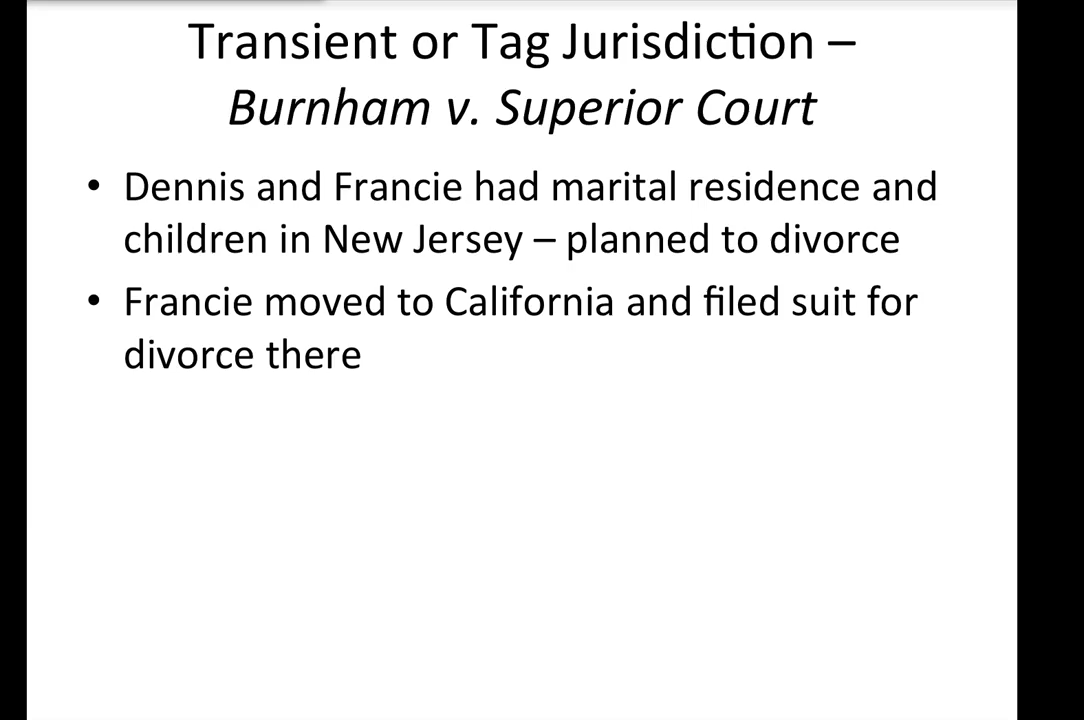 Transient or Tag Jurisdiction –
Burnham v. Superior Court
• Dennis and Francie had marital residence and
children in New Jersey – planned to divorce
• Francie moved to California and filed suit for
divorce there